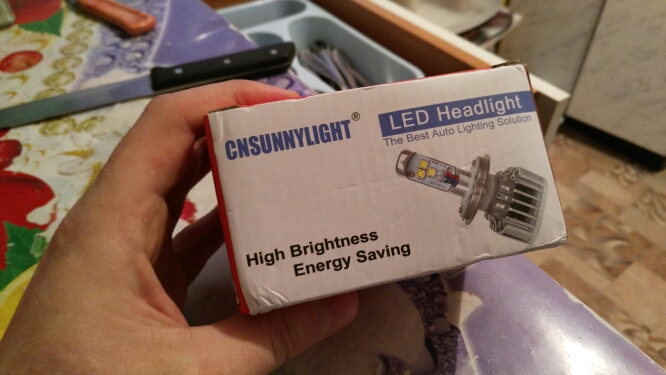 CNSUNNYLIGHT®
LED Headlight
The Best Auto Lighting Solution
High Brightness
Energy Saving